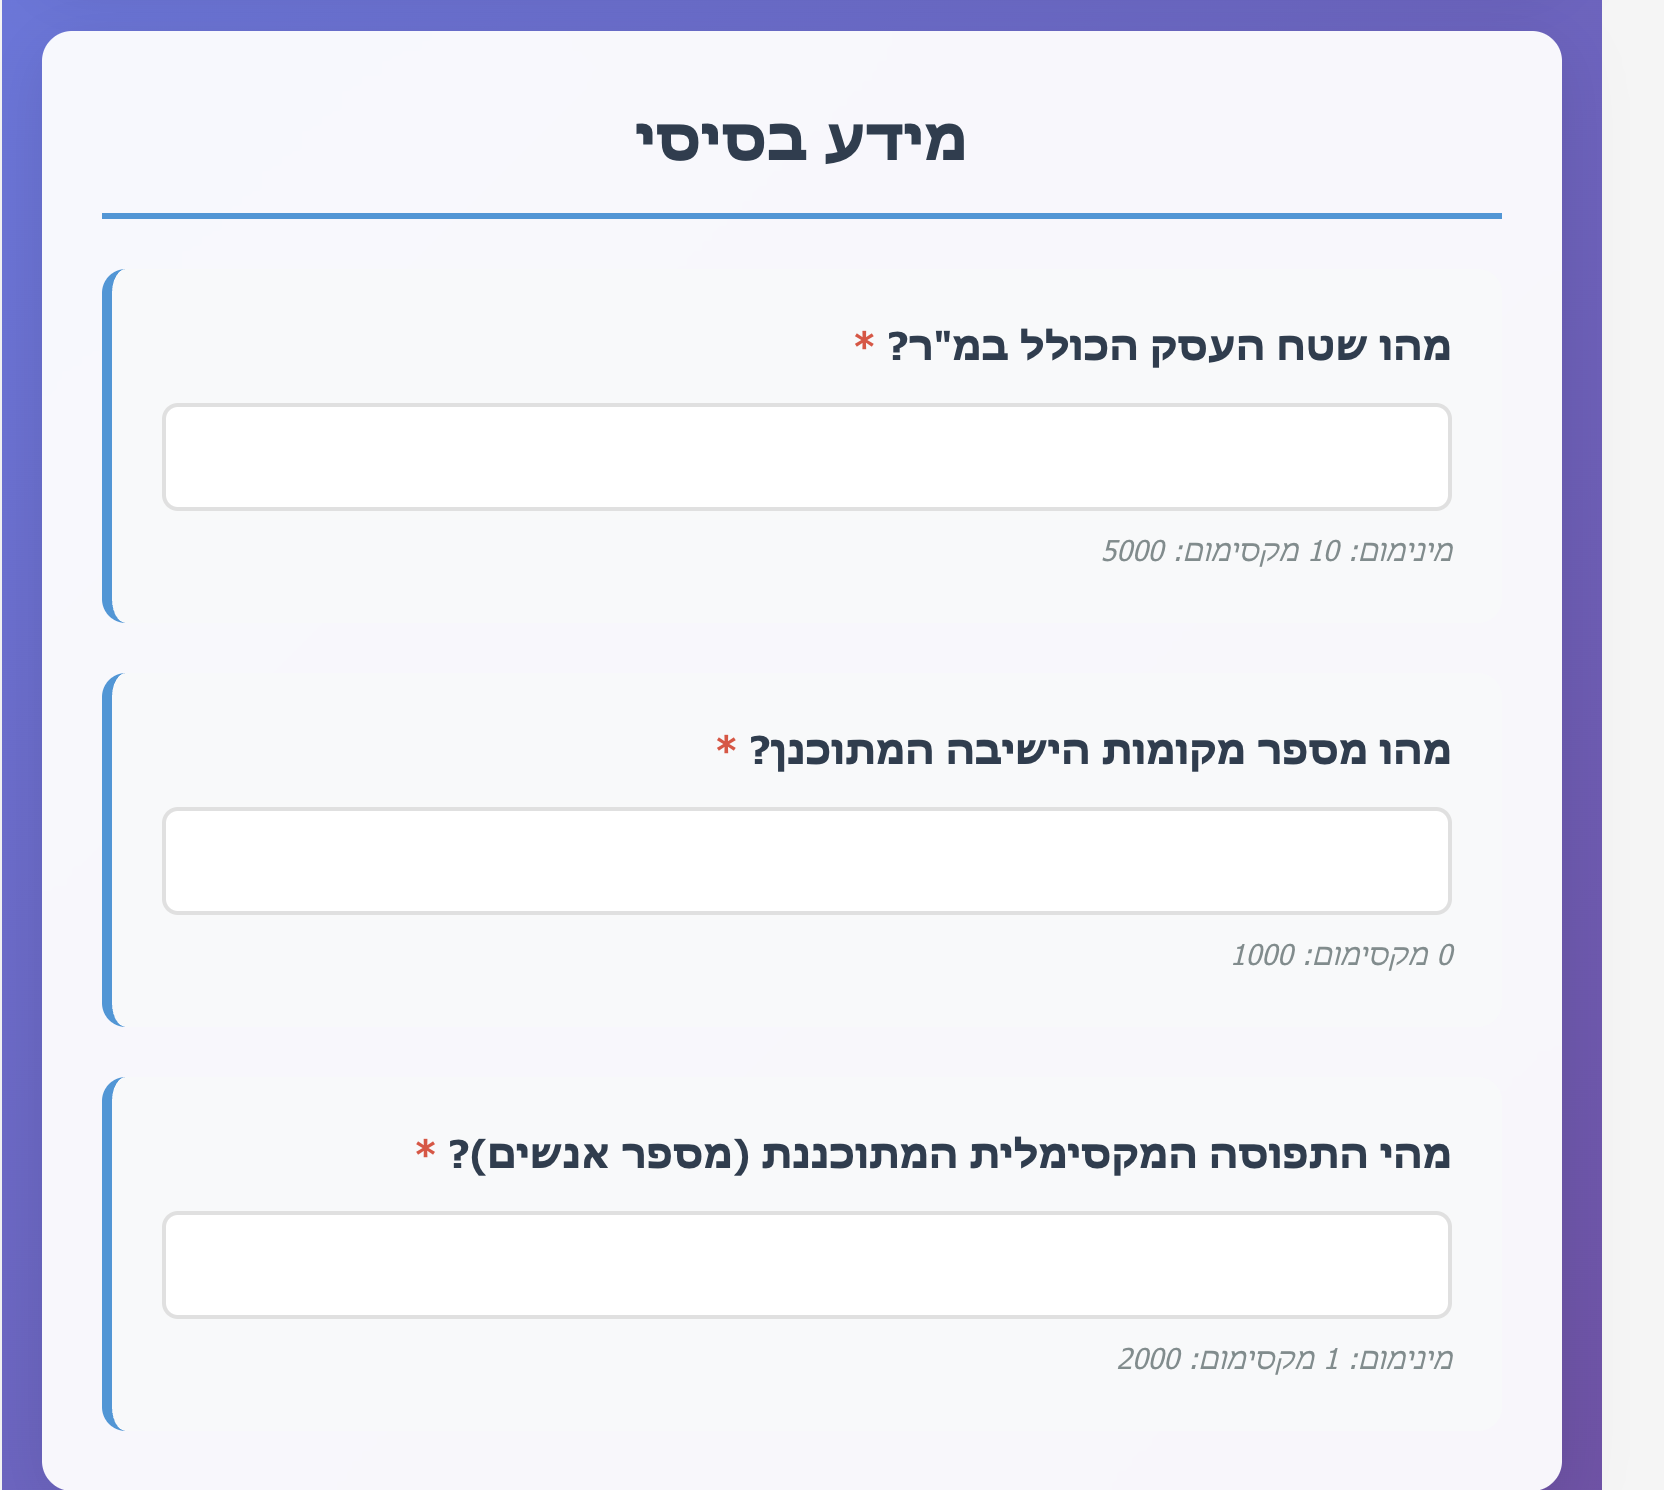 מידע בסיסי
מהו שטח העסק הכולל במ"ר? *
מינימום: 10 מקסימום: 5000
מהו מספר מקומות הישיבה המתוכנן? *
0 מקסימום: 1000
מהי התפוסה המקסימלית המתוכננת (מספר אנשים)? *
מינימום: 1 מקסימום: 2000